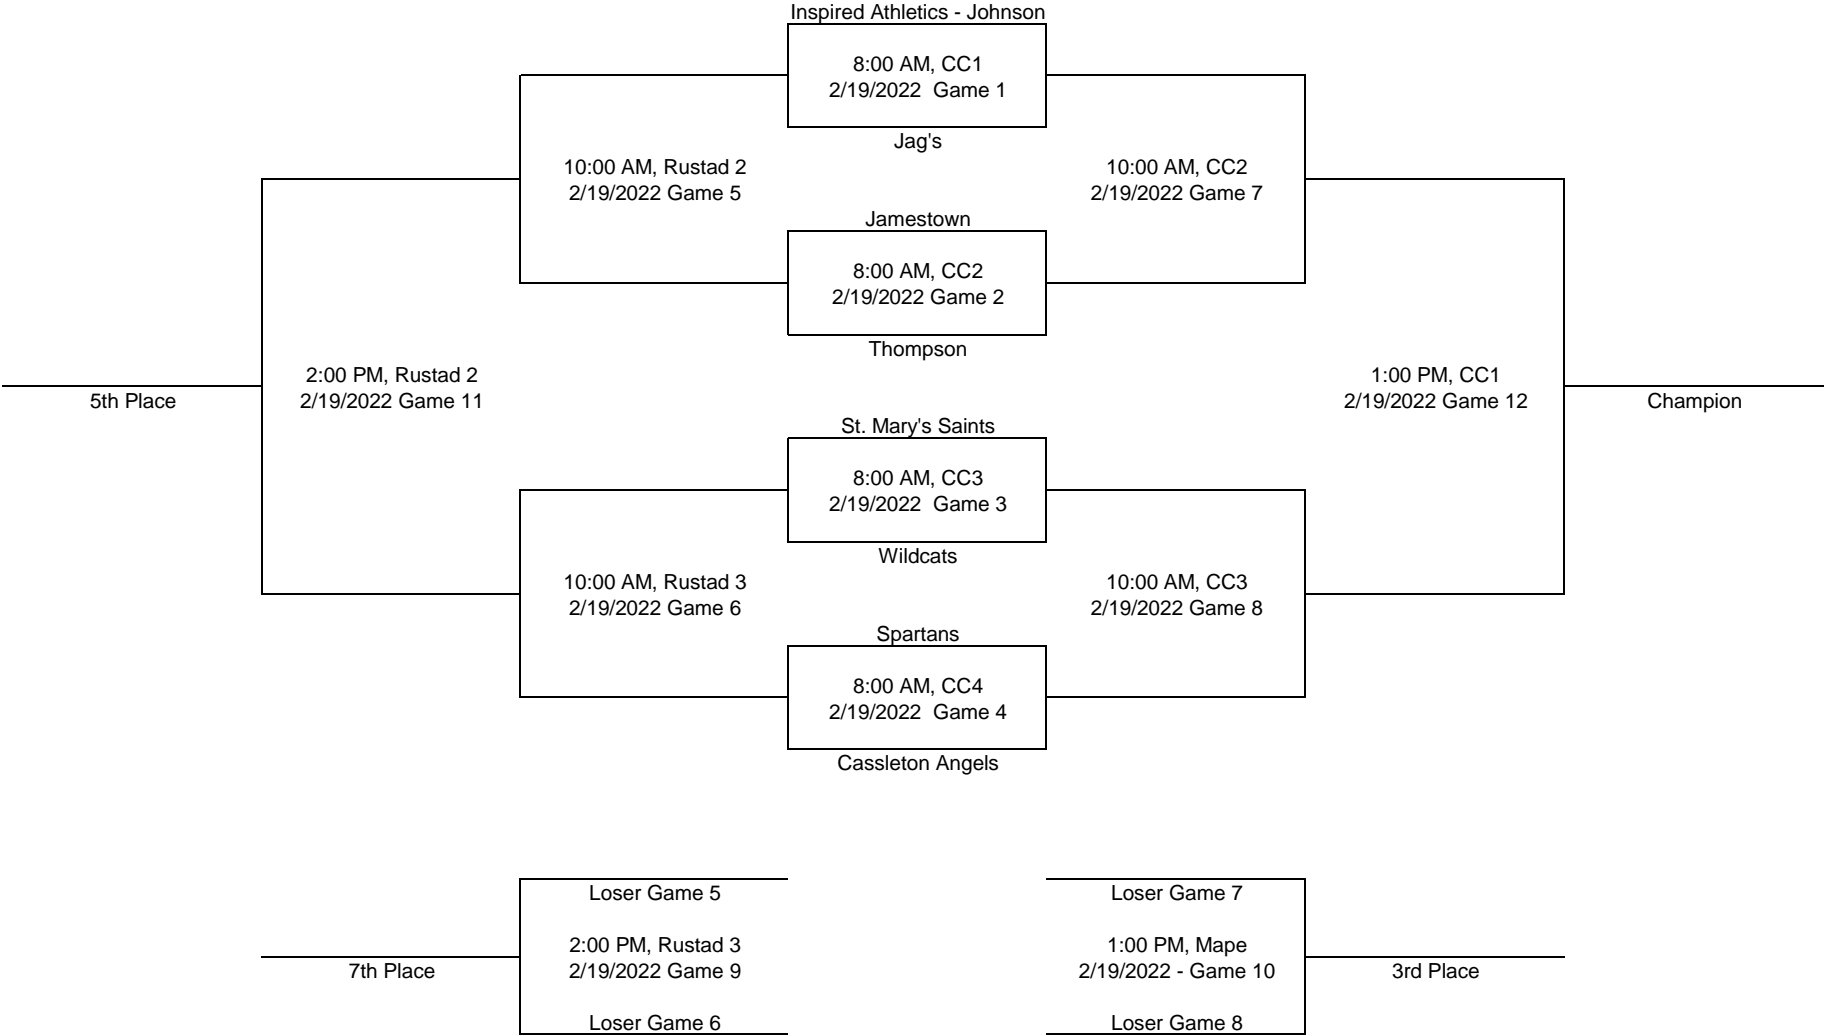 Inspired Athletics - Johnson
8:00 AM, CC1
2/19/2022  Game 1
Jag's
10:00 AM, Rustad 2
2/19/2022 Game 5
10:00 AM, CC2
2/19/2022 Game 7
Jamestown
8:00 AM, CC2
2/19/2022 Game 2
Thompson
2:00 PM, Rustad 2
2/19/2022 Game 11
5th Place
1:00 PM, CC1
2/19/2022 Game 12
Champion
St. Mary's Saints
8:00 AM, CC3
2/19/2022  Game 3
Wildcats
10:00 AM, Rustad 3
2/19/2022 Game 6
10:00 AM, CC3
2/19/2022 Game 8
Spartans
8:00 AM, CC4
2/19/2022  Game 4
Cassleton Angels
Loser Game 5
2:00 PM, Rustad 3
2/19/2022 Game 9
7th Place
Loser Game 6
Loser Game 7
1:00 PM, Mape
2/19/2022 - Game 10
3rd Place
Loser Game 8